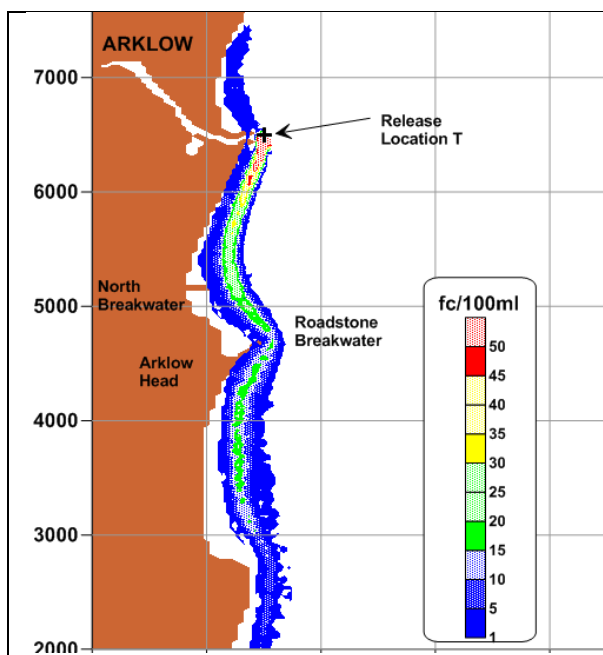 ARKLOW
7000
Release
Location T
6000
North
Breakwater
5000
Roadstone
Breakwater
Arklow
Head
4000
3000
2000
fc/100ml
50
45
40
35
30
25
20
15
10
5
1